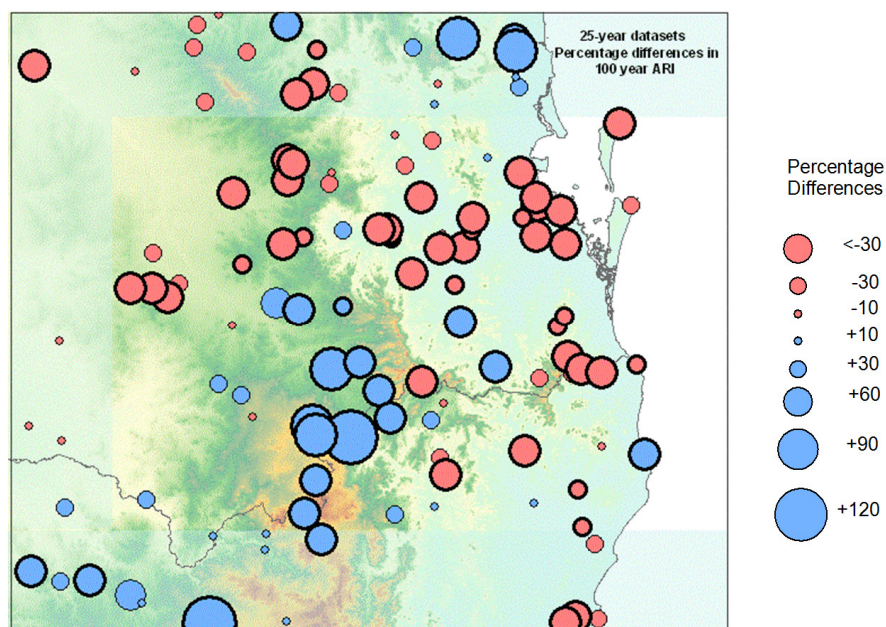 25-year datasets
Percentage differences in
100 year ARI
Percentage
Differences
<-30
-30
-10
+10
+30
+60
+90
+120